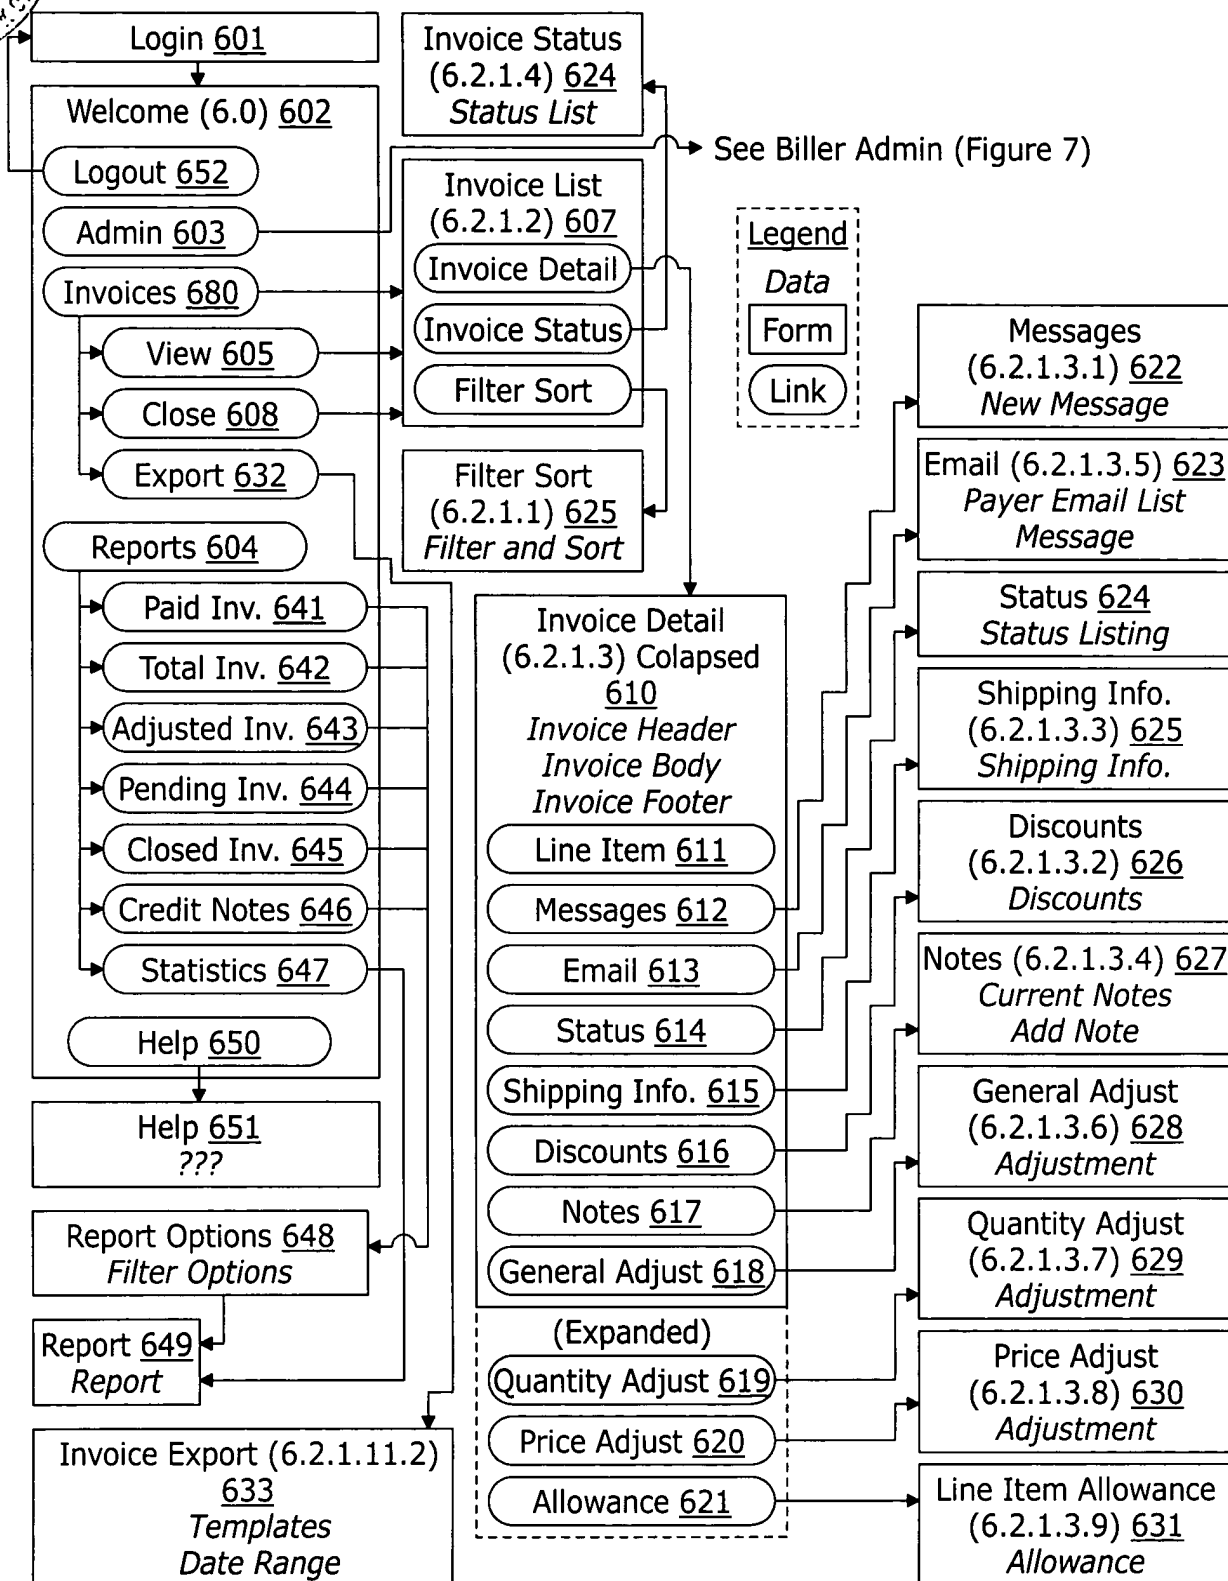 Login 601
Welcome (6.0) 602
Logout 652
Admin 603
Invoices 680
View 605
Close 608
Export 632
Reports 604
Paid Inv. 641
Total Inv. 642
Adjusted Inv. 643
Pending Inv. 644
Closed Inv. 645
Credit Notes 646
Statistics 647
Help 650
Help 651
???
Report Options 648
Filter Options
Report 649
Report
Invoice Export (6.2.1.11.2)
633
Templates
Date Range
Invoice Status
(6.2.1.4) 624
Status List
See Biller Admin (Figure 7)
Invoice List
(6.2.1.2) 607
Invoice Detail
Invoice Status
Filter Sort
Filter Sort
(6.2.1.1) 625
Filter and Sort
Legend
Data
Form
Link
Invoice Detail
(6.2.1.3) Colapsed
610
Invoice Header
Invoice Body
Invoice Footer
Line Item 611
Messages 612
Email 613
Status 614
Shipping Info. 615
Discounts 616
Notes 617
General Adjust 618
(Expanded)
Quantity Adjust 619
Price Adjust 620
Allowance 621
Messages
(6.2.1.3.1) 622
New Message
Email (6.2.1.3.5) 623
Payer Email List
Message
Status 624
Status Listing
Shipping Info.
(6.2.1.3.3) 625
Shipping Info.
Discounts
(6.2.1.3.2) 626
Discounts
Notes (6.2.1.3.4) 627
Current Notes
Add Note
General Adjust
(6.2.1.3.6) 628
Adjustment
Quantity Adjust
(6.2.1.3.7) 629
Adjustment
Price Adjust
(6.2.1.3.8) 630
Adjustment
Line Item Allowance
(6.2.1.3.9) 631
Allowance